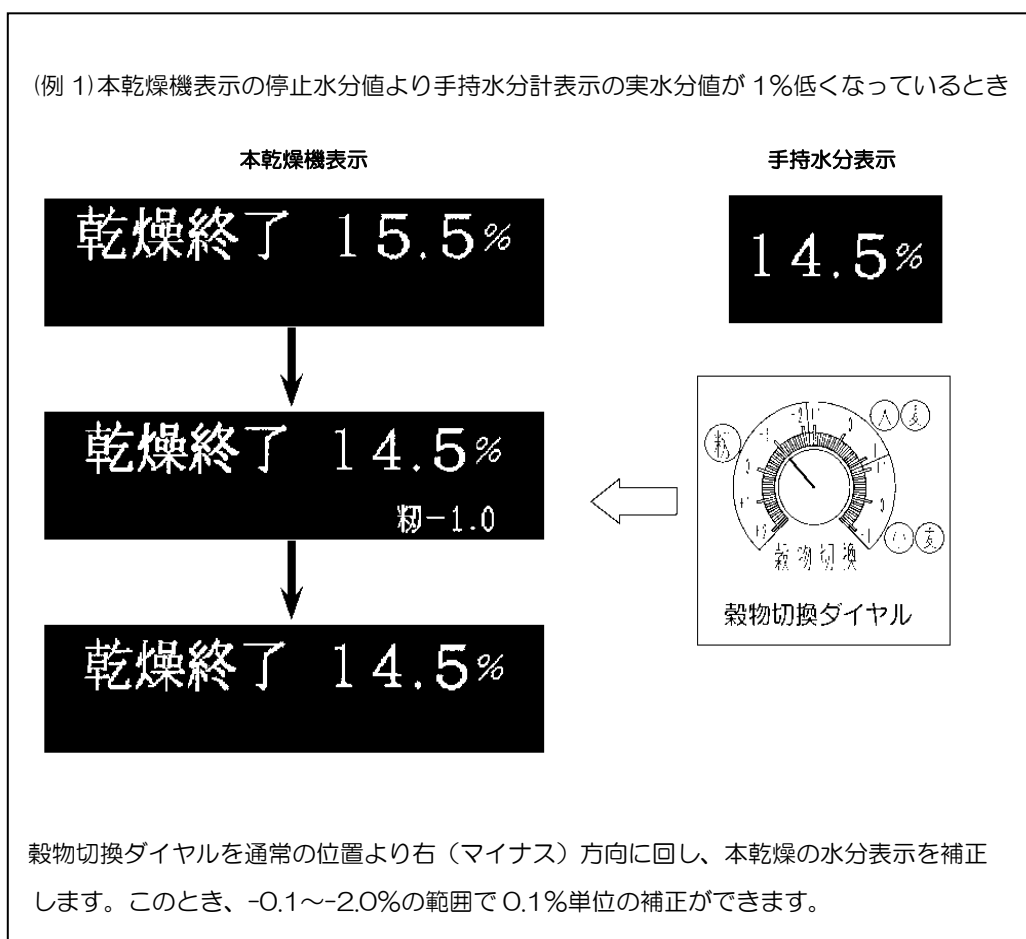 (例 1)本乾燥機表示の停止水分値より手持水分計表示の実水分値が 1%低くなっているとき
本乾燥機表示
手持水分表示
乾燥終了 15.5%
14.5%
乾燥終了 14.5%
籾-1.0
籾
-1
-2
大麦
小麦
穀物切換
穀物切換ダイヤル
乾燥終了 14.5%
穀物切換ダイヤルを通常の位置より右（マイナス）方向に回し、本乾燥の水分表示を補正
します。このとき、-0.1～-2.0%の範囲で 0.1%単位の補正ができます。